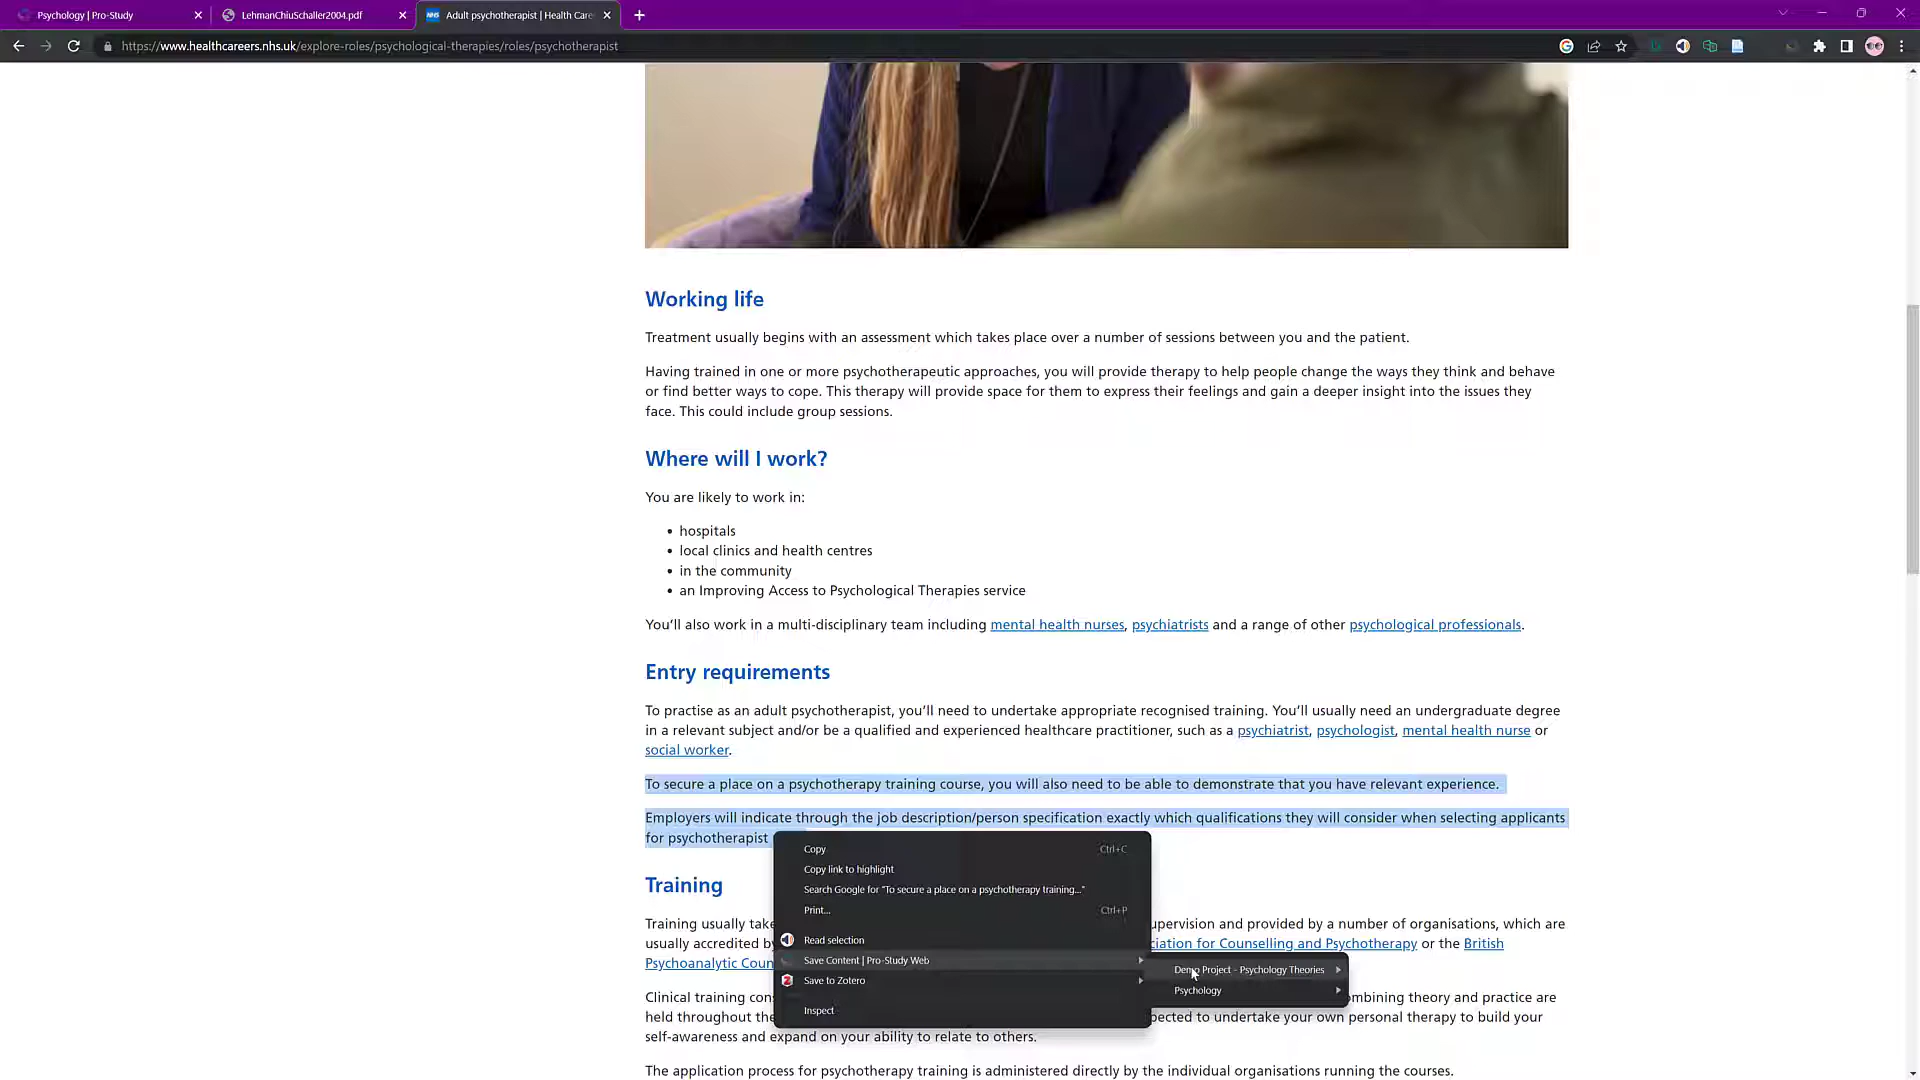 Psychology | Pro-Study
LehmanChiuSchaller2004.pdf
Adult psychotherapist | Health Care
https://www.healthcareers.nhs.uk/explore-roles/psychological-therapies/roles/psychotherapist
Working life
Treatment usually begins with an assessment which takes place over a number of sessions between you and the patient.
Having trained in one or more psychotherapeutic approaches, you will provide therapy to help people change the ways they think and behave
or find better ways to cope. This therapy will provide space for them to express their feelings and gain a deeper insight into the issues they
face. This could include group sessions.
Where will I work?
You are likely to work in:
• hospitals
• local clinics and health centres
• in the community
• an Improving Access to Psychological Therapies service
You’ll also work in a multi-disciplinary team including mental health nurses, psychiatrists and a range of other psychological professionals.
Entry requirements
To practise as an adult psychotherapist, you’ll need to undertake appropriate recognised training. You’ll usually need an undergraduate degree
in a relevant subject and/or be a qualified and experienced healthcare practitioner, such as a psychiatrist, psychologist, mental health nurse or
social worker.
To secure a place on a psychotherapy training course, you will also need to be able to demonstrate that you have relevant experience.
Employers will indicate through the job description/person specification exactly which qualifications they will consider when selecting applicants
for psychotherapist
Copy Ctrl+C
Copy link to highlight
Search Google for "To secure a place on a psychotherapy training..."
Print... Ctrl+P
Read selection
Save Content | Pro-Study Web
Save to Zotero
Inspect
Demo Project - Psychology Theories
Psychology
Training
Training usually take upervision and provided by a number of organisations, which are
usually accredited by ciation for Counselling and Psychotherapy or the British
Psychoanalytic Coun
Clinical training con ombining theory and practice are
held throughout the pected to undertake your own personal therapy to build your
self-awareness and expand on your ability to relate to others.
The application process for psychotherapy training is administered directly by the individual organisations running the courses.